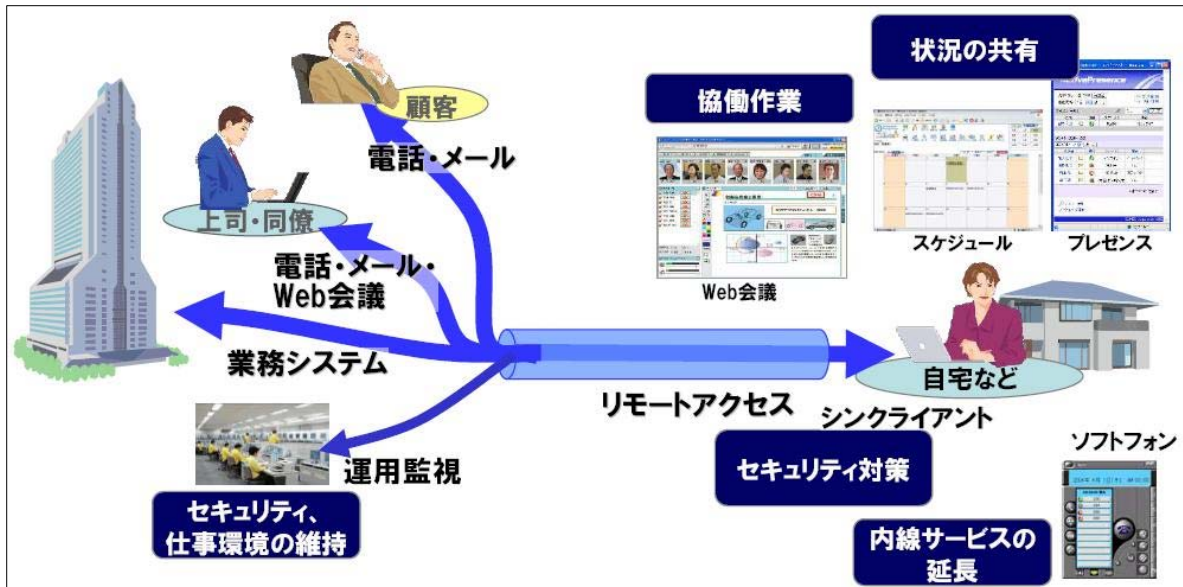 状況の共有
協働作業
顧客
電話・メール
上司・同僚
電話・メール・
Web会議
業務システム
運用監視
セキュリティ、
仕事環境の維持
Web会議
スケジュール
プレゼンス
自宅など
リモートアクセス
シンクライアント
セキュリティ対策
ソフトフォン
内線サービスの
延長